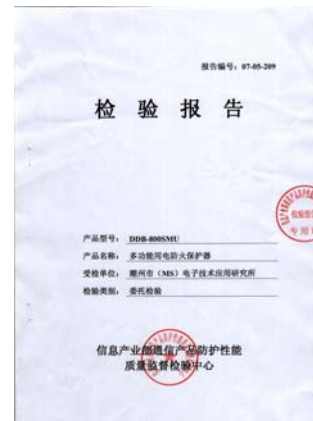 报告编号：07-05-209
检 验 报 告
产品型号：DDB-800SMU
产品名称：多功能用电防火保护器
受检单位：赣州市（MS）电子技术应用研究所
检验类别：委托检验
信息产业部通信产品防护性能
质量监督检验中心